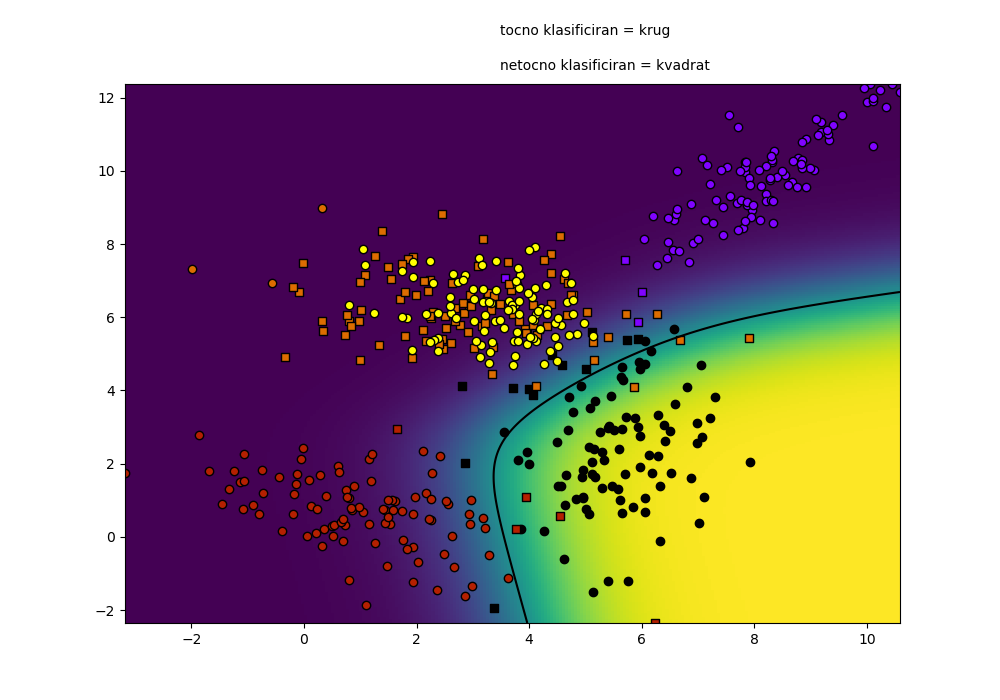 tocno klasificiran = krug
netocno klasificiran = kvadrat
12
10
8
6
4
2
0
−2
−2 0 2 4 6 8 10